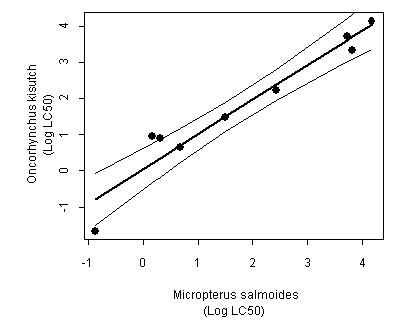 Oncorhynchus kisutch
(Log LC50)
4
3
2
1
0
-1
-1 0 1 2 3 4
Micropterus salmoides
(Log LC50)